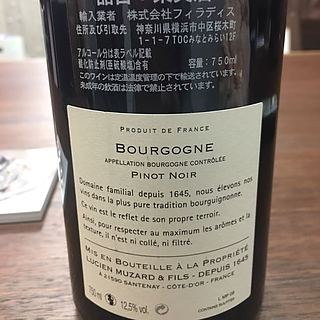 輸入業者 株式会社フィラディス
住所及び引取先 神奈川県横浜市中区桜木町
1-1-7TOCみなとみらい12F
アルコール分は表ラベルに記載
酸化防止剤(亜硫酸塩)含有 容量:750ml
このワインは定温温度管理の下で輸入されています
未成年の飲酒は法律で禁止されています。
PRODUIT DE FRANCE
BOURGOGNE
APPELLATION BOURGOGNE CONTRÔLÉE
PINOT NOIR
Domaine familial depuis 1645, nous élevons nos
vins dans la plus pure tradition bourguignonne.
Ce vin est le reflet de son propre terroir.
Ainsi, pour respecter au maximum les arômes et la
texture, il n'est ni collé, ni filtré.
MIS EN BOUTEILLE À LA PROPRIÉTÉ
LUCIEN MUZARD & FILS - DEPUIS 1645
À 21590 SANTENAY - CÔTE-D'OR - FRANCE
750 ml 12,5% vol.
CONTAINS SULFITES